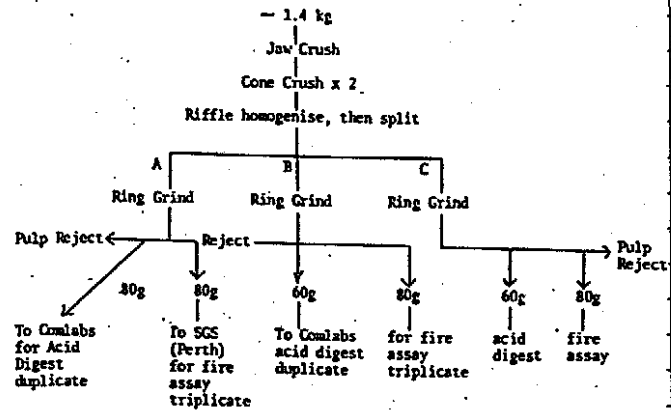 ~ 1.4 kg
Jaw Crush
Cone Crush x 2
Riffle homogenise, then split
A B C
Ring Grind Ring Grind Ring Grind
Pulp Reject Reject Pulp Reject
80g 80g 60g 80g 60g 80g
To Comlabs for Acid Digest duplicate
To SGS (Perth) for fire assay triplicate
To Comlabs acid digest duplicate
for fire assay triplicate
acid digest
fire assay